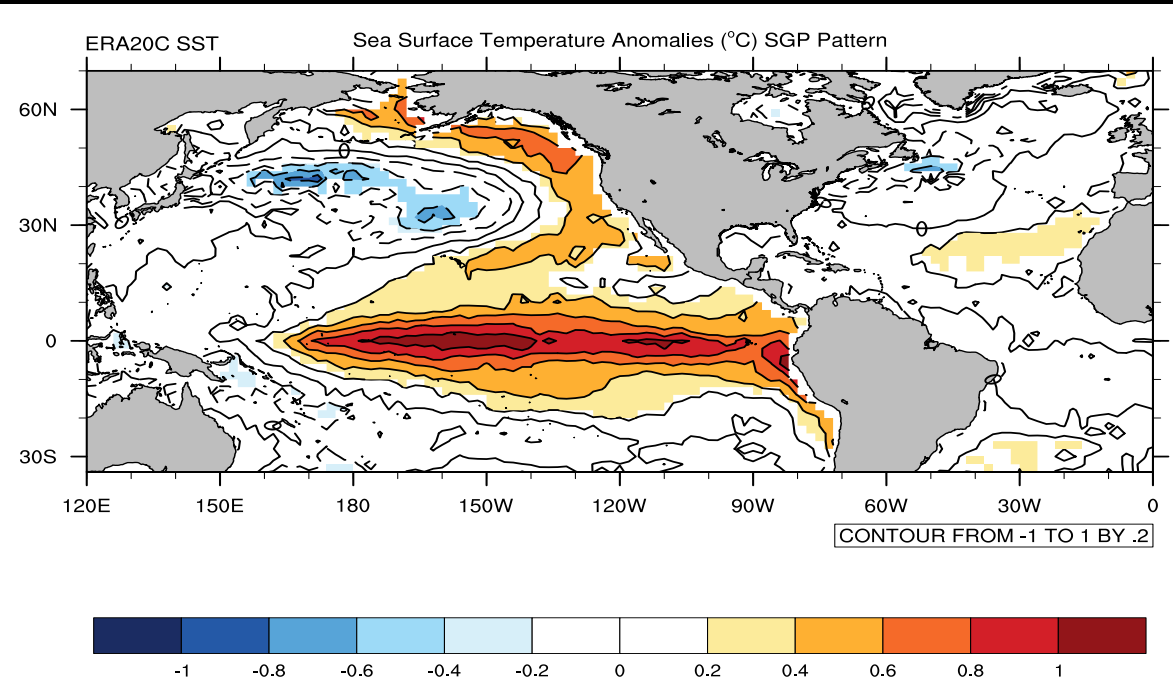 ERA20C SST
Sea Surface Temperature Anomalies (°C) SGP Pattern
60N
30N
0
30S
0
0
120E 150E 180 150W 120W 90W 60W 30W 0
CONTOUR FROM -1 TO 1 BY .2
-1 -0.8 -0.6 -0.4 -0.2 0 0.2 0.4 0.6 0.8 1